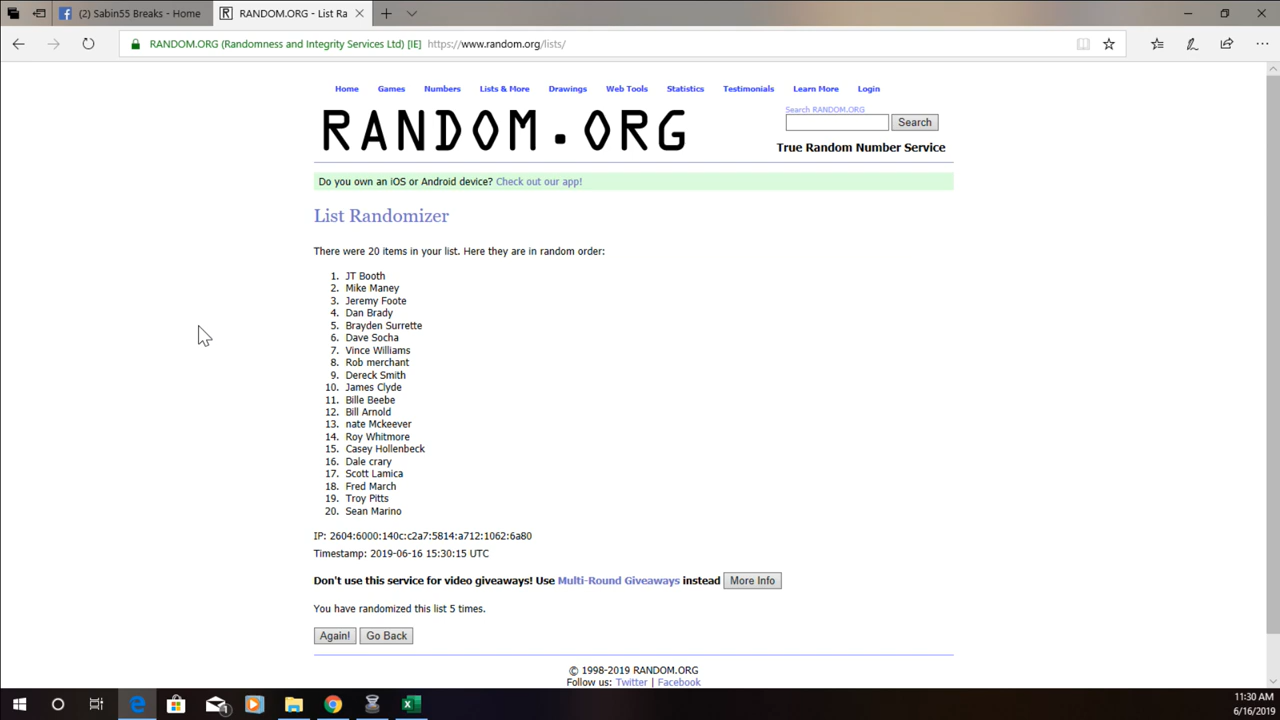 (2) Sabin55 Breaks - Home
RANDOM.ORG - List Ra
RANDOM.ORG (Randomness and Integrity Services Ltd) [IE] https://www.random.org/lists/
Home Games Numbers Lists & More Drawings Web Tools Statistics Testimonials Learn More Login
RANDOM.ORG
Search RANDOM.ORG
Search
True Random Number Service
Do you own an iOS or Android device? Check out our app!
List Randomizer
There were 20 items in your list. Here they are in random order:
1. JT Booth
2. Mike Maney
3. Jeremy Foote
4. Dan Brady
5. Brayden Surrette
6. Dave Socha
7. Vince Williams
8. Rob merchant
9. Dereck Smith
10. James Clyde
11. Bille Beebe
12. Bill Arnold
13. nate Mckeever
14. Roy Whitmore
15. Casey Hollenbeck
16. Dale crary
17. Scott Lamica
18. Fred March
19. Troy Pitts
20. Sean Marino
IP: 2604:6000:140c:c2a7:5814:a712:1062:6a80
Timestamp: 2019-06-16 15:30:15 UTC
Don't use this service for video giveaways! Use Multi-Round Giveaways instead More Info
You have randomized this list 5 times.
Again! Go Back
© 1998-2019 RANDOM.ORG
Follow us: Twitter | Facebook
11:30 AM
6/16/2019